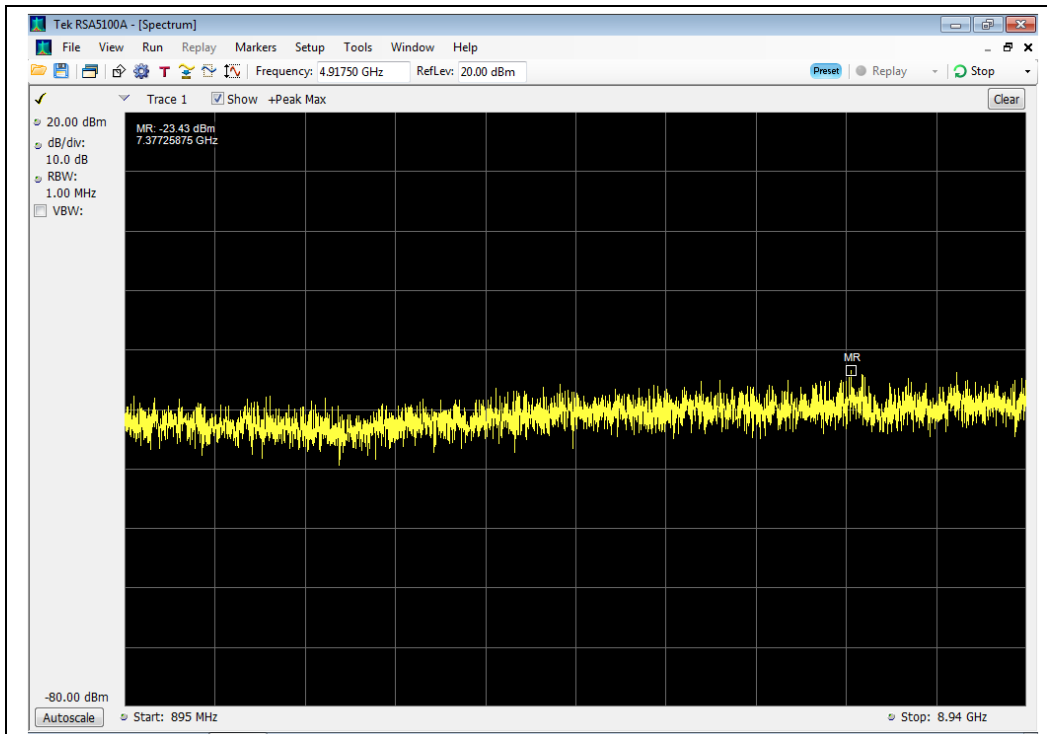 Tek RSA5100A - [Spectrum]
File View Run Replay Markers Setup Tools Window Help
T Frequency: 4.91750 GHz RefLev: 20.00 dBm Preset Replay Stop
Trace 1 Show +Peak Max Clear
20.00 dBm
dB/div:
10.0 dB
RBW:
1.00 MHz
VBW:
MR: -23.43 dBm
7.37725875 GHz
MR
-80.00 dBm
Autoscale Start: 895 MHz Stop: 8.94 GHz